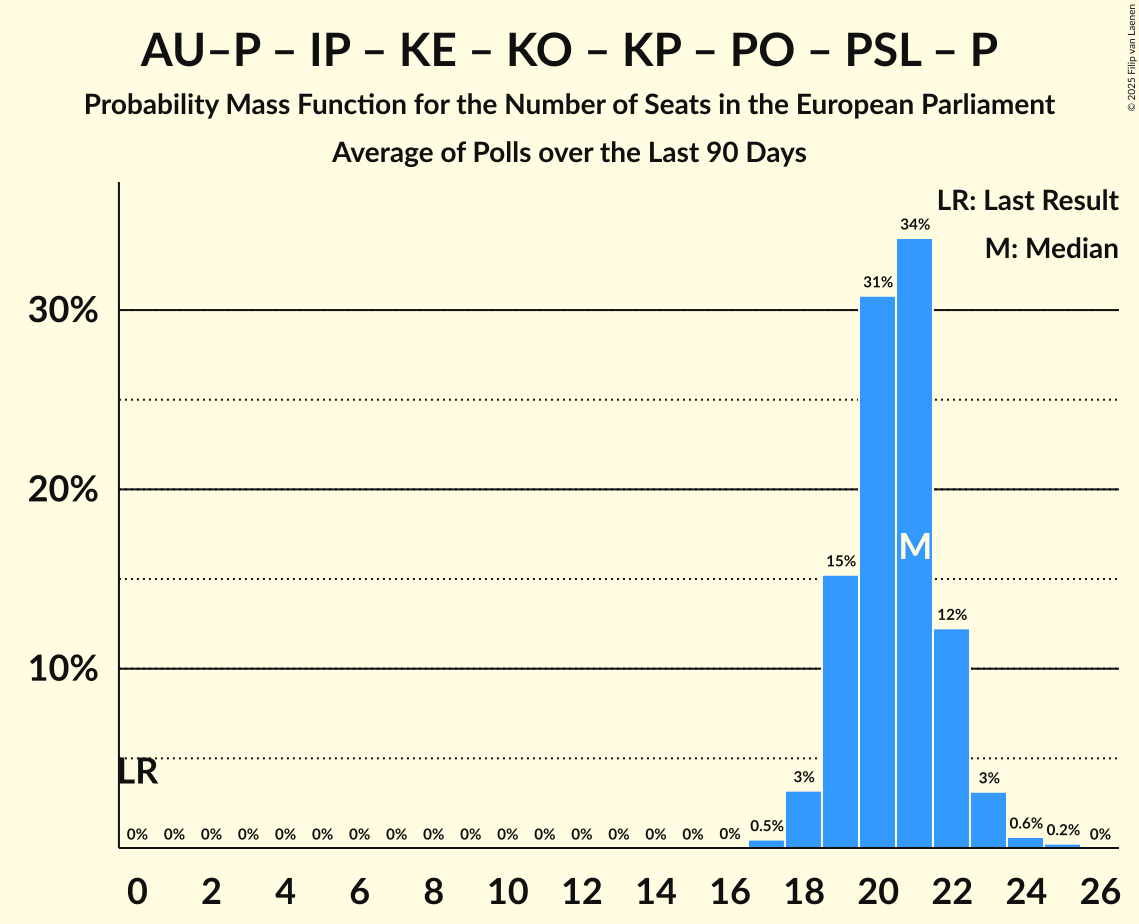 AU–P – IP – KE – KO – KP – PO – PSL – P
Probability Mass Function for the Number of Seats in the European Parliament
Average of Polls over the Last 90 Days
© 2025 Filip van Laenen
LR: Last Result
M: Median
30%
20%
10%
34%
31%
M
15%
12%
LR
0% 0% 0% 0% 0% 0% 0% 0% 0% 0% 0% 0% 0% 0% 0% 0% 0% 0.5% 3% 3% 0.6% 0.2% 0%
0 2 4 6 8 10 12 14 16 18 20 22 24 26